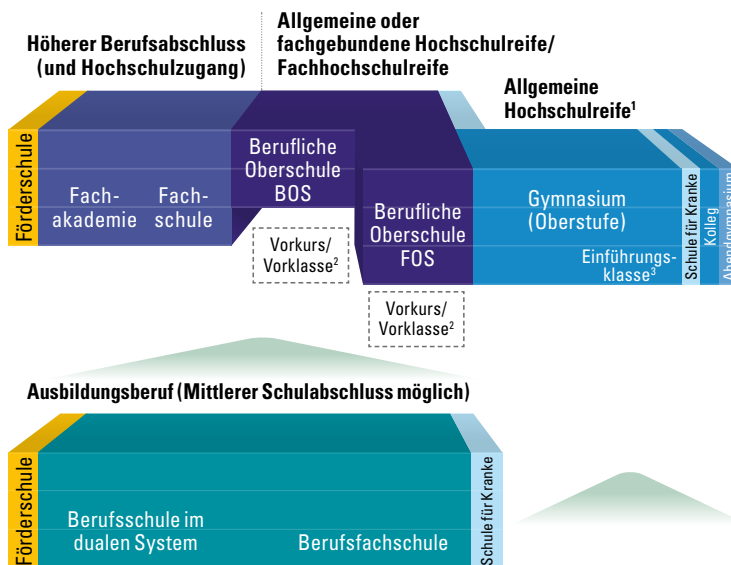 Höherer Berufsabschluss
(und Hochschulzugang)
Allgemeine oder
fachgebundene Hochschulreife/
Fachhochschulreife
Allgemeine
Hochschulreife¹
Förderschule
Fach-
akademie
Fach-
schule
Berufliche
Oberschule
BOS
Vorkurs/
Vorklasse²
Berufliche
Oberschule
FOS
Vorkurs/
Vorklasse²
Gymnasium
(Oberstufe)
Einführungs-
klasse³
Schule für Kranke
Kolleg
Abendgymnasium
Ausbildungsberuf (Mittlerer Schulabschluss möglich)
Förderschule
Berufsschule im
dualen System
Berufsfachschule
Schule für Kranke